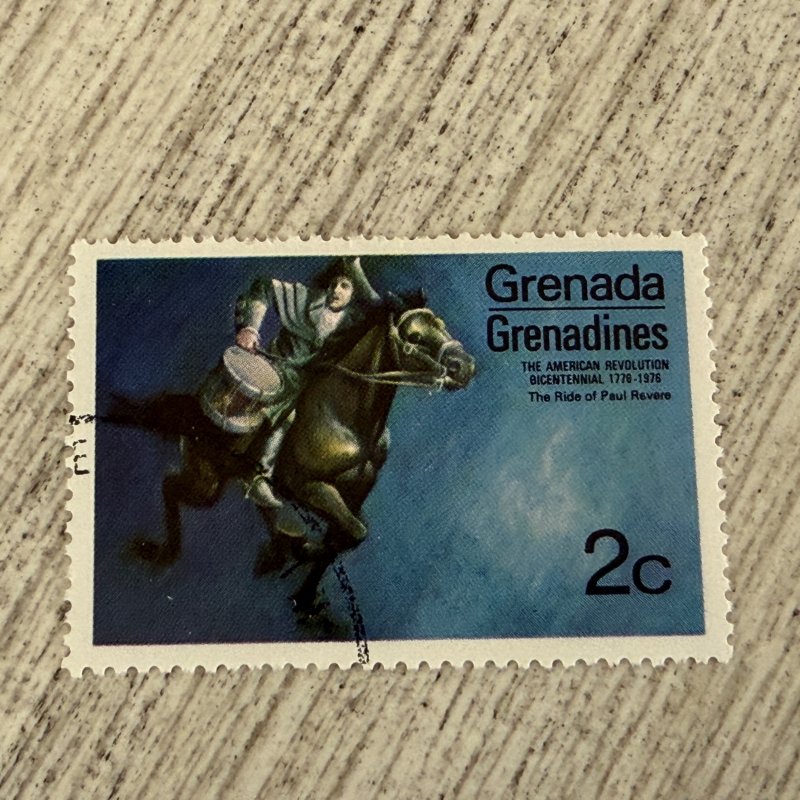 Grenada
Grenadines
THE AMERICAN REVOLUTION
BICENTENNIAL 1776-1976
The Ride of Paul Revere
2c